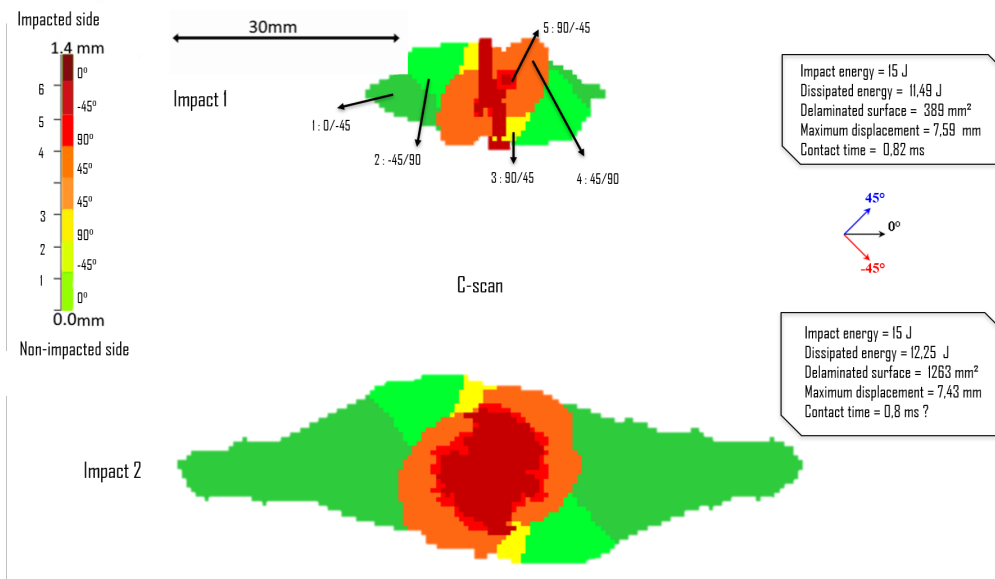 Impacted side
1.4 mm
0°
6
-45°
5
90°
4
45°
45°
3
90°
2
-45°
1
0°
0.0mm
Non-impacted side
30mm
Impact 1
5 : 90/-45
1 : 0/-45
2 : -45/90
3 : 90/45
4 : 45/90
Impact energy = 15 J
Dissipated energy = 11,49 J
Delaminated surface = 389 mm²
Maximum displacement = 7,59 mm
Contact time = 0,82 ms
45°
0°
-45°
C-scan
Impact energy = 15 J
Dissipated energy = 12,25 J
Delaminated surface = 1263 mm²
Maximum displacement = 7,43 mm
Contact time = 0,8 ms ?
Impact 2